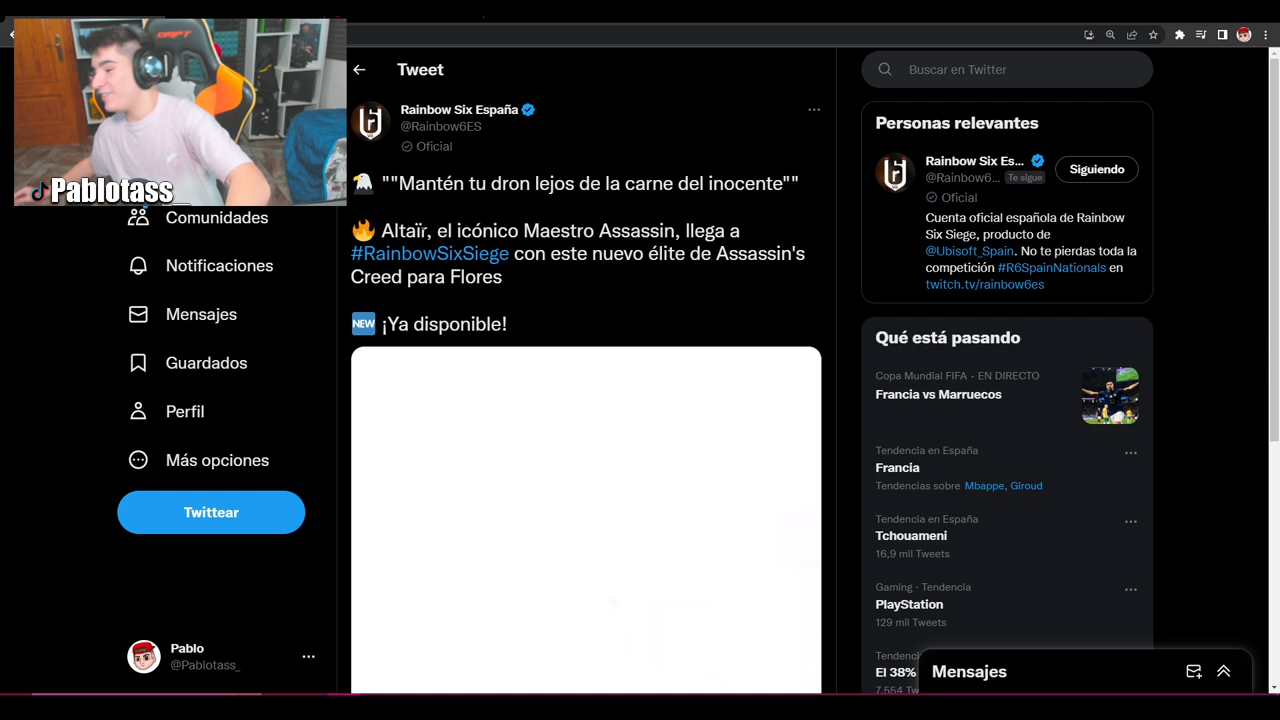 DRIFT
Pablotass_
Comunidades
Notificaciones
Mensajes
Guardados
Perfil
Más opciones
Twittear
Pablo
@Pablotass_
Tweet
Rainbow Six España
@Rainbow6ES
Oficial
""Mantén tu dron lejos de la carne del inocente""
Altaïr, el icónico Maestro Assassin, llega a
#RainbowSixSiege con este nuevo élite de Assassin's
Creed para Flores
NEW ¡Ya disponible!
Buscar en Twitter
Personas relevantes
Rainbow Six Es...
@Rainbow6... Te sigue
Siguiendo
Oficial
Cuenta oficial española de Rainbow
Six Siege, producto de
@Ubisoft_Spain. No te pierdas toda la
competición #R6SpainNationals en
twitch.tv/rainbow6es
Qué está pasando
Copa Mundial FIFA · EN DIRECTO
Francia vs Marruecos
Tendencia en España
Francia
Tendencias sobre Mbappe, Giroud
Tendencia en España
Tchouameni
16,9 mil Tweets
Gaming · Tendencia
PlayStation
129 mil Tweets
El 38%
7.554
Mensajes